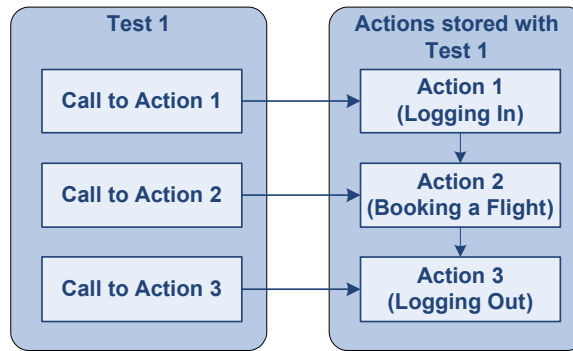 Test 1
Call to Action 1
Call to Action 2
Call to Action 3
Actions stored with
Test 1
Action 1
(Logging In)
Action 2
(Booking a Flight)
Action 3
(Logging Out)